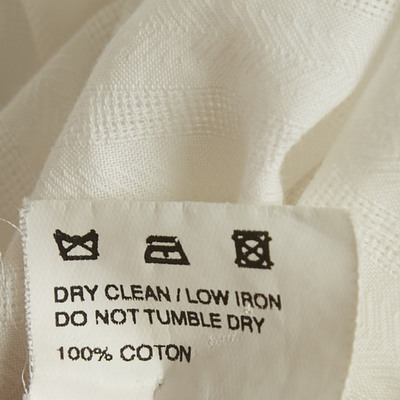 DRY CLEAN / LOW IRON
DO NOT TUMBLE DRY
100% COTON